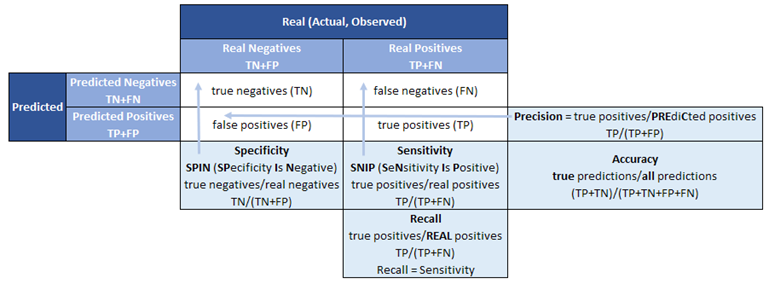 Real (Actual, Observed)
Real Negatives
TN+FP
Real Positives
TP+FN
Predicted
Predicted Negatives
TN+FN
true negatives (TN)
false negatives (FN)
Predicted Positives
TP+FP
false positives (FP)
true positives (TP)
Precision = true positives/PREdiCted positives
TP/(TP+FP)
Specificity
SPIN (SPecificity Is Negative)
true negatives/real negatives
TN/(TN+FP)
Sensitivity
SNIP (SeNsitivity Is Positive)
true positives/real positives
TP/(TP+FN)
Accuracy
true predictions/all predictions
(TP+TN)/(TP+TN+FP+FN)
Recall
true positives/REAL positives
TP/(TP+FN)
Recall = Sensitivity